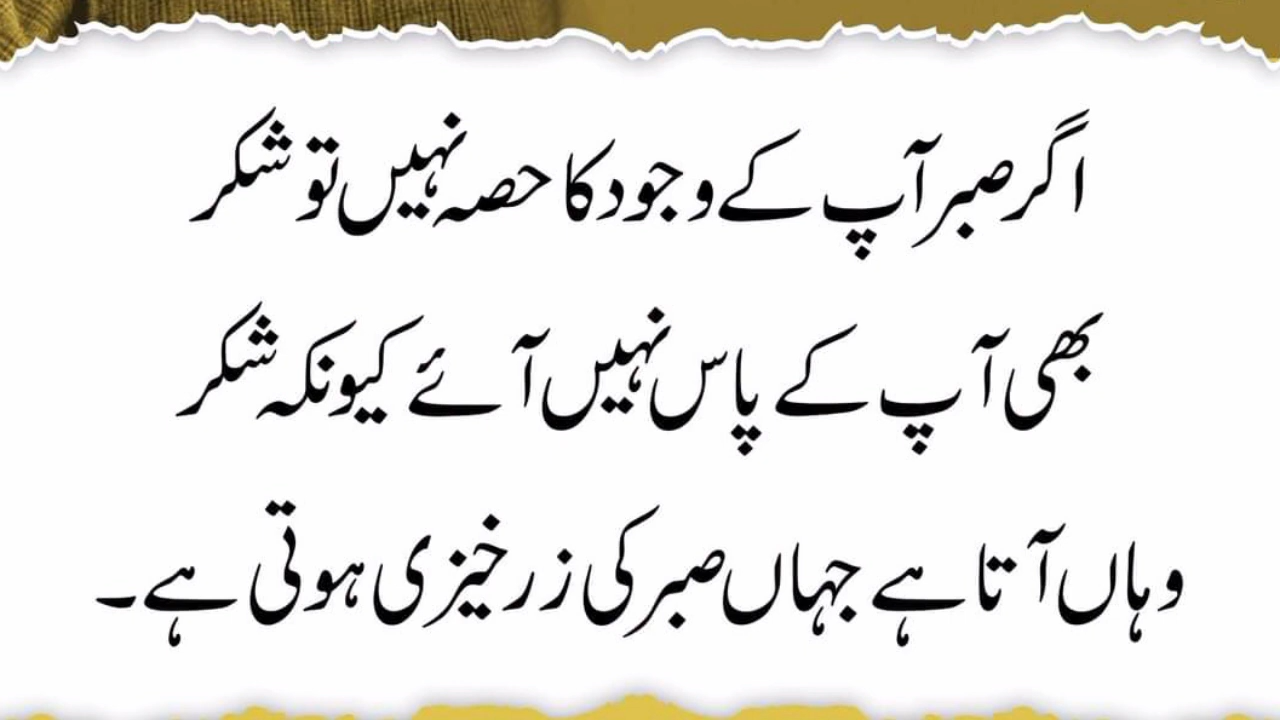 اگر صبر آپ کے وجود کا حصہ نہیں تو شکر
بھی آپ کے پاس نہیں آئے کیونکہ شکر
وہاں آتا ہے جہاں صبر کی زرخیزی ہوتی ہے۔